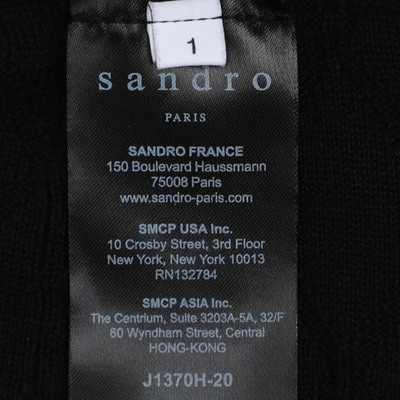 1
sandro
PARIS
SANDRO FRANCE
150 Boulevard Haussmann
75008 Paris
www.sandro-paris.com
SMCP USA Inc.
10 Crosby Street, 3rd Floor
New York, New York 10013
RN132784
SMCP ASIA Inc.
The Centrium, Suite 3203A-5A, 32/F
60 Wyndham Street, Central
HONG-KONG
J1370H-20